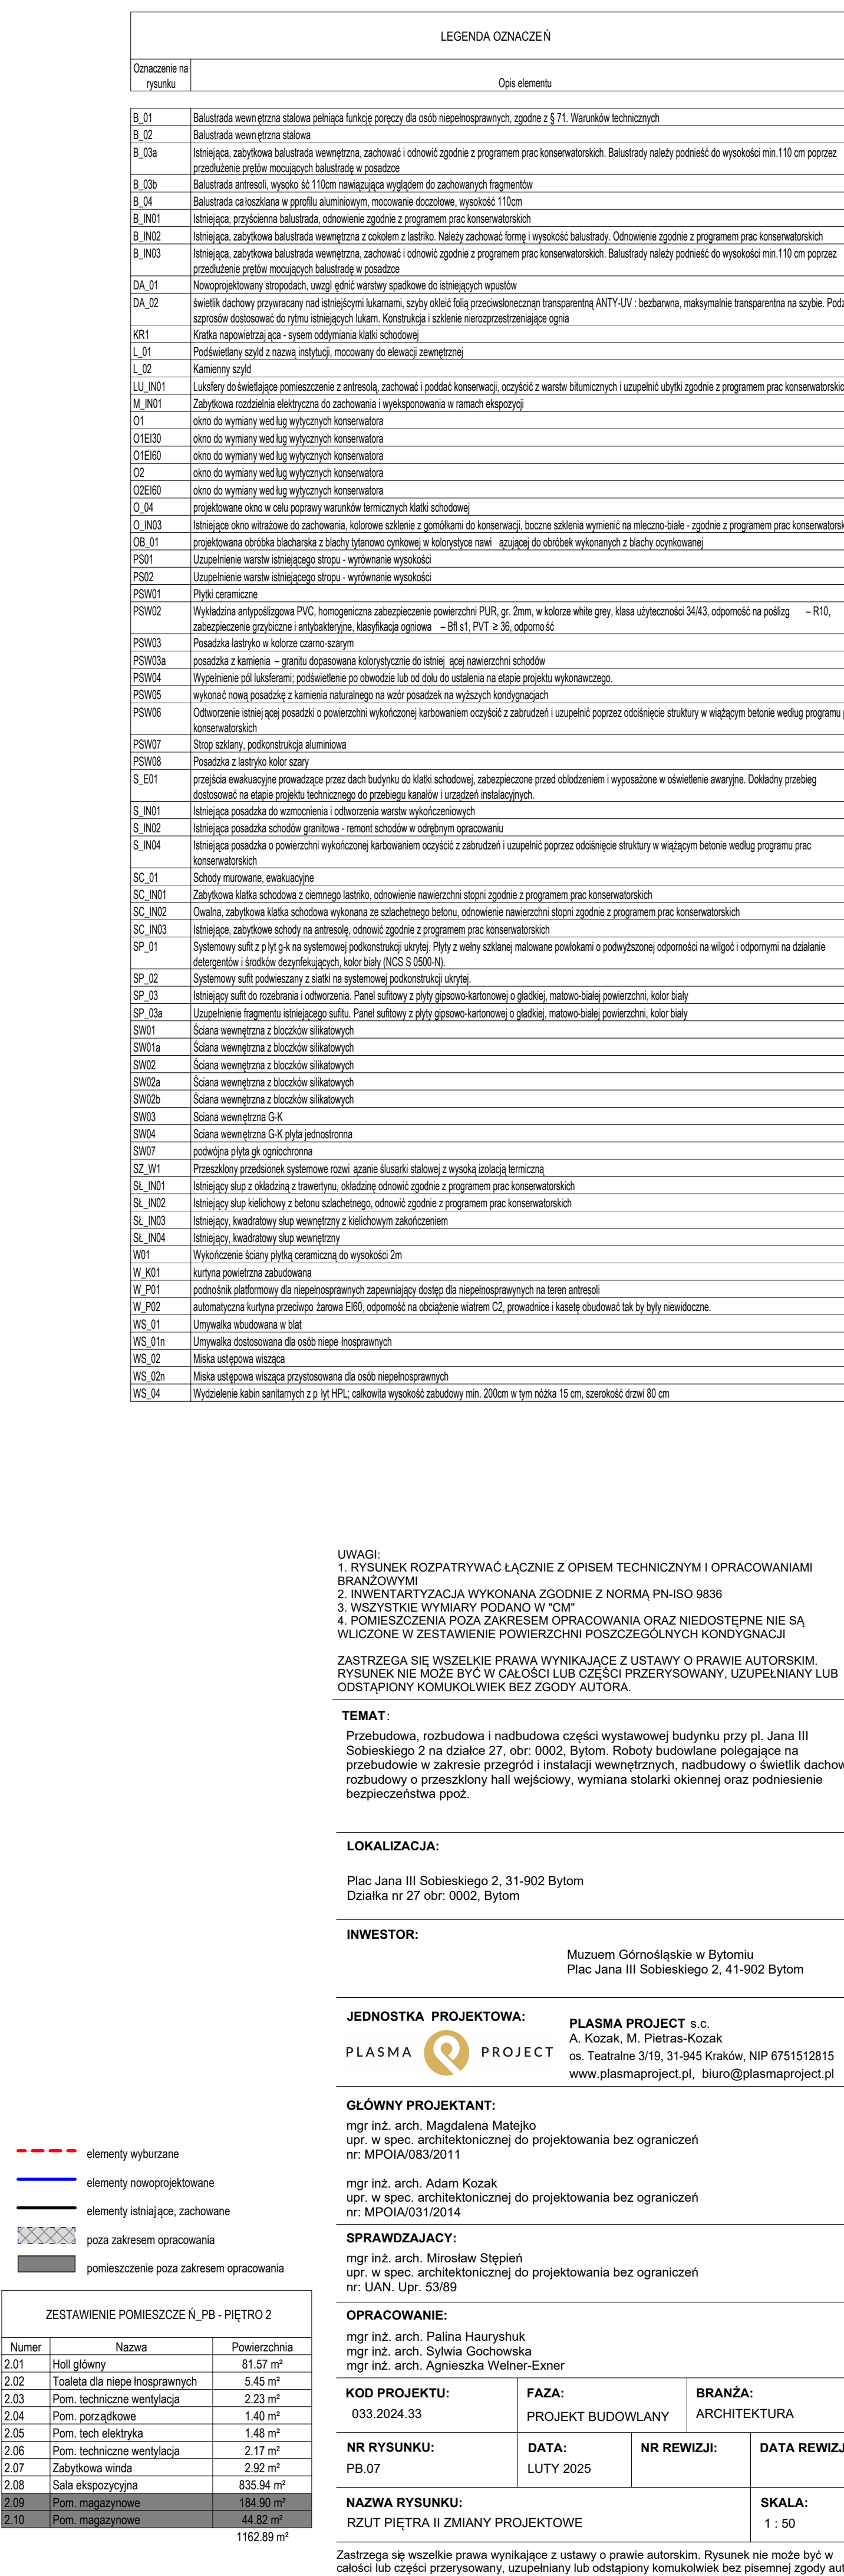 LEGENDA OZNACZEŃ
Oznaczenie na
rysunku
Opis elementu
B_01 Balustrada wewnętrzna stalowa pełniąca funkcję poręczy dla osób niepełnosprawnych, zgodne z § 71. Warunków technicznych
B_02 Balustrada wewnętrzna stalowa
B_03a Istniejąca, zabytkowa balustrada wewnętrzna, zachować i odnowić zgodnie z programem prac konserwatorskich. Balustrady należy podnieść do wysokości min.110 cm poprzez
przedłużenie prętów mocujących balustradę w posadzce
B_03b Balustrada antresoli, wysokość 110cm nawiązująca wyglądem do zachowanych fragmentów
B_04 Balustrada całoszklana w pprofilu aluminiowym, mocowanie doczołowe, wysokość 110cm
B_IN01 Istniejąca, przyścienna balustrada, odnowienie zgodnie z programem prac konserwatorskich
B_IN02 Istniejąca, zabytkowa balustrada wewnętrzna z cokołem z lastriko. Należy zachować formę i wysokość balustrady. Odnowienie zgodnie z programem prac konserwatorskich
B_IN03 Istniejąca, zabytkowa balustrada wewnętrzna, zachować i odnowić zgodnie z programem prac konserwatorskich. Balustrady należy podnieść do wysokości min.110 cm poprzez
przedłużenie prętów mocujących balustradę w posadzce
DA_01 Nowoprojektowany stropodach, uwzględnić warstwy spadkowe do istniejących wpustów
DA_02 świetlik dachowy przywracany nad istniejśycmi lukarnami, szyby okleić folią przeciwsłonecznąn transparentną ANTY-UV : bezbarwna, maksymalnie transparentna na szybie. Podz
szprosów dostosować do rytmu istniejących lukarn. Konstrukcja i szklenie nierozprzestrzeniające ognia
KR1 Kratka napowietrzająca - sysem oddymiania klatki schodowej
L_01 Podświetlany szyld z nazwą instytucji, mocowany do elewacji zewnętrznej
L_02 Kamienny szyld
LU_IN01 Luksfery doświetlające pomieszczenie z antresolą, zachować i poddać konserwacji, oczyścić z warstw bitumicznych i uzupełnić ubytki zgodnie z programem prac konserwatorskic
M_IN01 Zabytkowa rozdzielnia elektryczna do zachowania i wyeksponowania w ramach ekspozycji
O1 okno do wymiany według wytycznych konserwatora
O1EI30 okno do wymiany według wytycznych konserwatora
O1EI60 okno do wymiany według wytycznych konserwatora
O2 okno do wymiany według wytycznych konserwatora
O2EI60 okno do wymiany według wytycznych konserwatora
O_04 projektowane okno w celu poprawy warunków termicznych klatki schodowej
O_IN03 Istniejące okno witrażowe do zachowania, kolorowe szklenie z gomółkami do konserwacji, boczne szklenia wymienić na mleczno-białe - zgodnie z programem prac konserwatorsk
OB_01 projektowana obróbka blacharska z blachy tytanowo cynkowej w kolorystyce nawiązującej do obróbek wykonanych z blachy ocynkowanej
PS01 Uzupełnienie warstw istniejącego stropu - wyrównanie wysokości
PS02 Uzupełnienie warstw istniejącego stropu - wyrównanie wysokości
PSW01 Płytki ceramiczne
PSW02 Wykładzina antypoślizgowa PVC, homogeniczna zabezpieczenie powierzchni PUR, gr. 2mm, w kolorze white grey, klasa użyteczności 34/43, odporność na poślizg – R10,
zabezpieczenie grzybiczne i antybakteryjne, klasyfikacja ogniowa – Bfl s1, PVT ≥ 36, odporność
PSW03 Posadzka lastryko w kolorze czarno-szarym
PSW03a posadzka z kamienia – granitu dopasowana kolorystycznie do istniejącej nawierzchni schodów
PSW04 Wypełnienie pól luksferami; podświetlenie po obwodzie lub od dołu do ustalenia na etapie projektu wykonawczego.
PSW05 wykonać nową posadzkę z kamienia naturalnego na wzór posadzek na wyższych kondygnacjach
PSW06 Odtworzenie istniejącej posadzki o powierzchni wykończonej karbowaniem oczyścić z zabrudzeń i uzupełnić poprzez odciśnięcie struktury w wiążącym betonie według programu p
konserwatorskich
PSW07 Strop szklany, podkonstrukcja aluminiowa
PSW08 Posadzka z lastryko kolor szary
S_E01 przejścia ewakuacyjne prowadzące przez dach budynku do klatki schodowej, zabezpieczone przed oblodzeniem i wyposażone w oświetlenie awaryjne. Dokładny przebieg
dostosować na etapie projektu technicznego do przebiegu kanałów i urządzeń instalacyjnych.
S_IN01 Istniejąca posadzka do wzmocnienia i odtworzenia warstw wykończeniowych
S_IN02 Istniejąca posadzka schodów granitowa - remont schodów w odrębnym opracowaniu
S_IN04 Istniejąca posadzka o powierzchni wykończonej karbowaniem oczyścić z zabrudzeń i uzupełnić poprzez odciśnięcie struktury w wiążącym betonie według programu prac
konserwatorskich
SC_01 Schody murowane, ewakuacyjne
SC_IN01 Zabytkowa klatka schodowa z ciemnego lastriko, odnowienie nawierzchni stopni zgodnie z programem prac konserwatorskich
SC_IN02 Owalna, zabytkowa klatka schodowa wykonana ze szlachetnego betonu, odnowienie nawierzchni stopni zgodnie z programem prac konserwatorskich
SC_IN03 Istniejące, zabytkowe schody na antresolę, odnowić zgodnie z programem prac konserwatorskich
SP_01 Systemowy sufit z płyt g-k na systemowej podkonstrukcji ukrytej. Płyty z wełny szklanej malowane powłokami o podwyższonej odporności na wilgoć i odpornymi na działanie
detergentów i środków dezynfekujących, kolor biały (NCS S 0500-N).
SP_02 Systemowy sufit podwieszany z siatki na systemowej podkonstrukcji ukrytej.
SP_03 Istniejący sufit do rozebrania i odtworzenia. Panel sufitowy z płyty gipsowo-kartonowej o gładkiej, matowo-białej powierzchni, kolor biały
SP_03a Uzupełnienie fragmentu istniejącego sufitu. Panel sufitowy z płyty gipsowo-kartonowej o gładkiej, matowo-białej powierzchni, kolor biały
SW01 Ściana wewnętrzna z bloczków silikatowych
SW01a Ściana wewnętrzna z bloczków silikatowych
SW02 Ściana wewnętrzna z bloczków silikatowych
SW02a Ściana wewnętrzna z bloczków silikatowych
SW02b Ściana wewnętrzna z bloczków silikatowych
SW03 Sciana wewnętrzna G-K
SW04 Sciana wewnętrzna G-K płyta jednostronna
SW07 podwójna płyta gk ogniochronna
SZ_W1 Przeszklony przedsionek systemowe rozwiązanie ślusarki stalowej z wysoką izolacją termiczną
SŁ_IN01 Istniejący słup z okładziną z trawertynu, okładzinę odnowić zgodnie z programem prac konserwatorskich
SŁ_IN02 Istniejący słup kielichowy z betonu szlachetnego, odnowić zgodnie z programem prac konserwatorskich
SŁ_IN03 Istniejący, kwadratowy słup wewnętrzny z kielichowym zakończeniem
SŁ_IN04 Istniejący, kwadratowy słup wewnętrzny
W01 Wykończenie ściany płytką ceramiczną do wysokości 2m
W_K01 kurtyna powietrzna zabudowana
W_P01 podnośnik platformowy dla niepełnosprawnych zapewniający dostęp dla niepełnosprawynych na teren antresoli
W_P02 automatyczna kurtyna przeciwpożarowa EI60, odporność na obciążenie wiatrem C2, prowadnice i kasetę obudować tak by były niewidoczne.
WS_01 Umywalka wbudowana w blat
WS_01n Umywalka dostosowana dla osób niepełnosprawnych
WS_02 Miska ustępowa wisząca
WS_02n Miska ustępowa wisząca przystosowana dla osób niepełnosprawnych
WS_04 Wydzielenie kabin sanitarnych z płyt HPL; całkowita wysokość zabudowy min. 200cm w tym nóżka 15 cm, szerokość drzwi 80 cm
UWAGI:
1. RYSUNEK ROZPATRYWAĆ ŁĄCZNIE Z OPISEM TECHNICZNYM I OPRACOWANIAMI
BRANŻOWYMI
2. INWENTARTYZACJA WYKONANA ZGODNIE Z NORMĄ PN-ISO 9836
3. WSZYSTKIE WYMIARY PODANO W "CM"
4. POMIESZCZENIA POZA ZAKRESEM OPRACOWANIA ORAZ NIEDOSTĘPNE NIE SĄ
WLICZONE W ZESTAWIENIE POWIERZCHNI POSZCZEGÓLNYCH KONDYGNACJI
ZASTRZEGA SIĘ WSZELKIE PRAWA WYNIKAJĄCE Z USTAWY O PRAWIE AUTORSKIM.
RYSUNEK NIE MOŻE BYĆ W CAŁOŚCI LUB CZĘŚCI PRZERYSOWANY, UZUPEŁNIANY LUB
ODSTĄPIONY KOMUKOLWIEK BEZ ZGODY AUTORA.
TEMAT:
Przebudowa, rozbudowa i nadbudowa części wystawowej budynku przy pl. Jana III
Sobieskiego 2 na działce 27, obr: 0002, Bytom. Roboty budowlane polegające na
przebudowie w zakresie przegród i instalacji wewnętrznych, nadbudowy o świetlik dachow
rozbudowy o przeszklony hall wejściowy, wymiana stolarki okiennej oraz podniesienie
bezpieczeństwa ppoż.
LOKALIZACJA:
Plac Jana III Sobieskiego 2, 31-902 Bytom
Działka nr 27 obr: 0002, Bytom
INWESTOR:
Muzuem Górnośląskie w Bytomiu
Plac Jana III Sobieskiego 2, 41-902 Bytom
JEDNOSTKA PROJEKTOWA:
PLASMA PROJECT
PLASMA PROJECT s.c.
A. Kozak, M. Pietras-Kozak
os. Teatralne 3/19, 31-945 Kraków, NIP 6751512815
www.plasmaproject.pl, biuro@plasmaproject.pl
GŁÓWNY PROJEKTANT:
mgr inż. arch. Magdalena Matejko
upr. w spec. architektonicznej do projektowania bez ograniczeń
nr: MPOIA/083/2011
mgr inż. arch. Adam Kozak
upr. w spec. architektonicznej do projektowania bez ograniczeń
nr: MPOIA/031/2014
SPRAWDZAJACY:
mgr inż. arch. Mirosław Stępień
upr. w spec. architektonicznej do projektowania bez ograniczeń
nr: UAN. Upr. 53/89
OPRACOWANIE:
mgr inż. arch. Palina Hauryshuk
mgr inż. arch. Sylwia Gochowska
mgr inż. arch. Agnieszka Welner-Exner
KOD PROJEKTU: FAZA: BRANŻA:
033.2024.33 PROJEKT BUDOWLANY ARCHITEKTURA
NR RYSUNKU: DATA: NR REWIZJI: DATA REWIZJ
PB.07 LUTY 2025
NAZWA RYSUNKU: SKALA:
RZUT PIĘTRA II ZMIANY PROJEKTOWE 1 : 50
Zastrzega się wszelkie prawa wynikające z ustawy o prawie autorskim. Rysunek nie może być w
całości lub części przerysowany, uzupełniany lub odstąpiony komukolwiek bez pisemnej zgody aut
elementy wyburzane
elementy nowoprojektowane
elementy istniające, zachowane
poza zakresem opracowania
pomieszczenie poza zakresem opracowania
ZESTAWIENIE POMIESZCZEŃ_PB - PIĘTRO 2
Numer Nazwa Powierzchnia
2.01 Holl główny 81.57 m²
2.02 Toaleta dla niepełnosprawnych 5.45 m²
2.03 Pom. techniczne wentylacja 2.23 m²
2.04 Pom. porządkowe 1.40 m²
2.05 Pom. tech elektryka 1.48 m²
2.06 Pom. techniczne wentylacja 2.17 m²
2.07 Zabytkowa winda 2.92 m²
2.08 Sala ekspozycyjna 835.94 m²
2.09 Pom. magazynowe 184.90 m²
2.10 Pom. magazynowe 44.82 m²
1162.89 m²